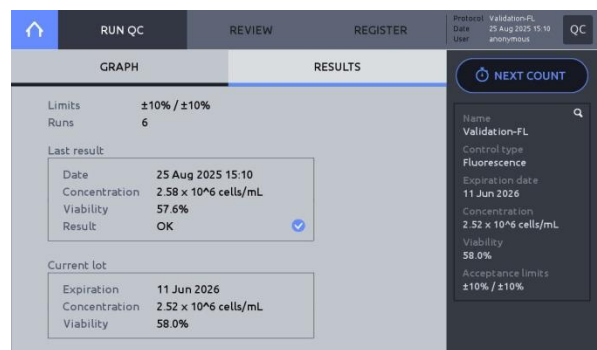 RUN QC
REVIEW
REGISTER
Protocol Validation-FL
Date 25 Aug 2025 15:10
User anonymous
QC
GRAPH
RESULTS
NEXT COUNT
Limits ±10% / ±10%
Runs 6
Last result
Date 25 Aug 2025 15:10
Concentration 2.58 x 10^6 cells/mL
Viability 57.6%
Result OK
Current lot
Expiration 11 Jun 2026
Concentration 2.52 x 10^6 cells/mL
Viability 58.0%
Name
Validation-FL
Control type
Fluorescence
Expiration date
11 Jun 2026
Concentration
2.52 x 10^6 cells/mL
Viability
58.0%
Acceptance limits
±10% / ±10%